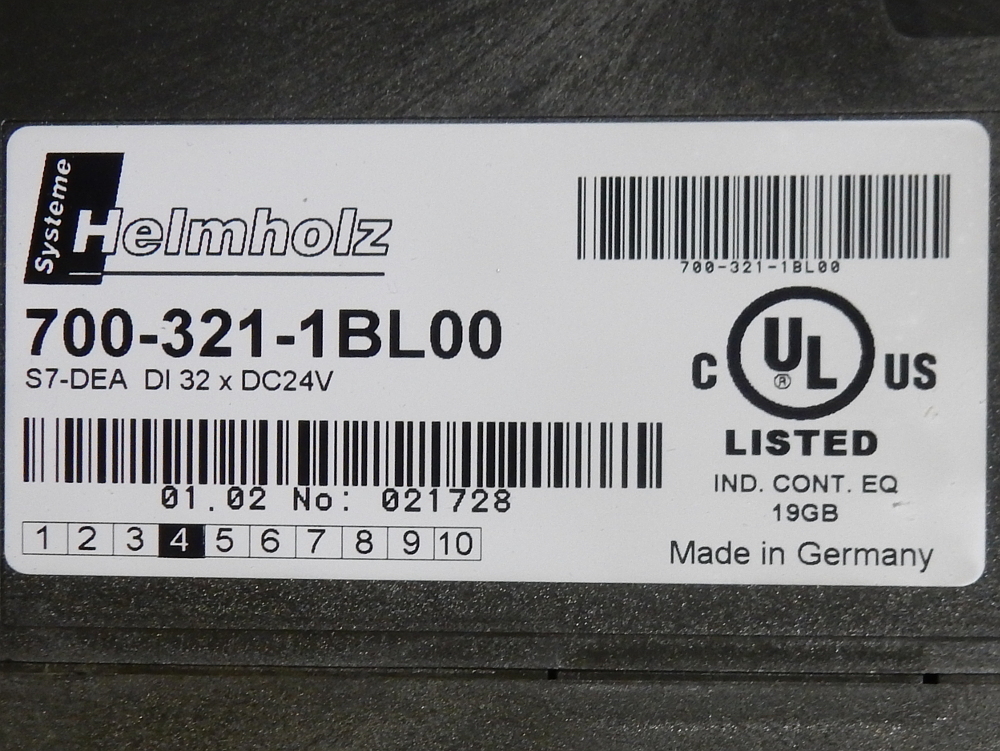 Systeme
Helmholz
700-321-1BL00
700-321-1BL00
S7-DEA DI 32 x DC24V
C UL ® US
LISTED
IND. CONT. EQ
19GB
01.02 No: 021728
1 2 3 4 5 6 7 8 9 10
Made in Germany